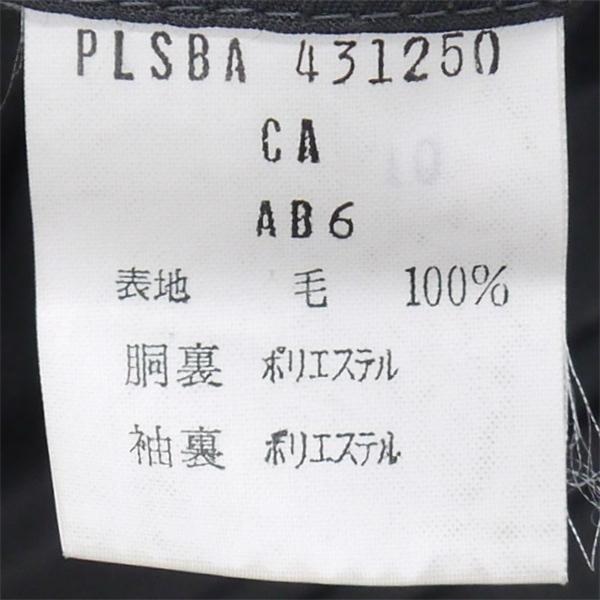 PLSBA 431250
CA
AB6
表地 毛 100%
胴裏 ポリエステル
袖裏 ポリエステル